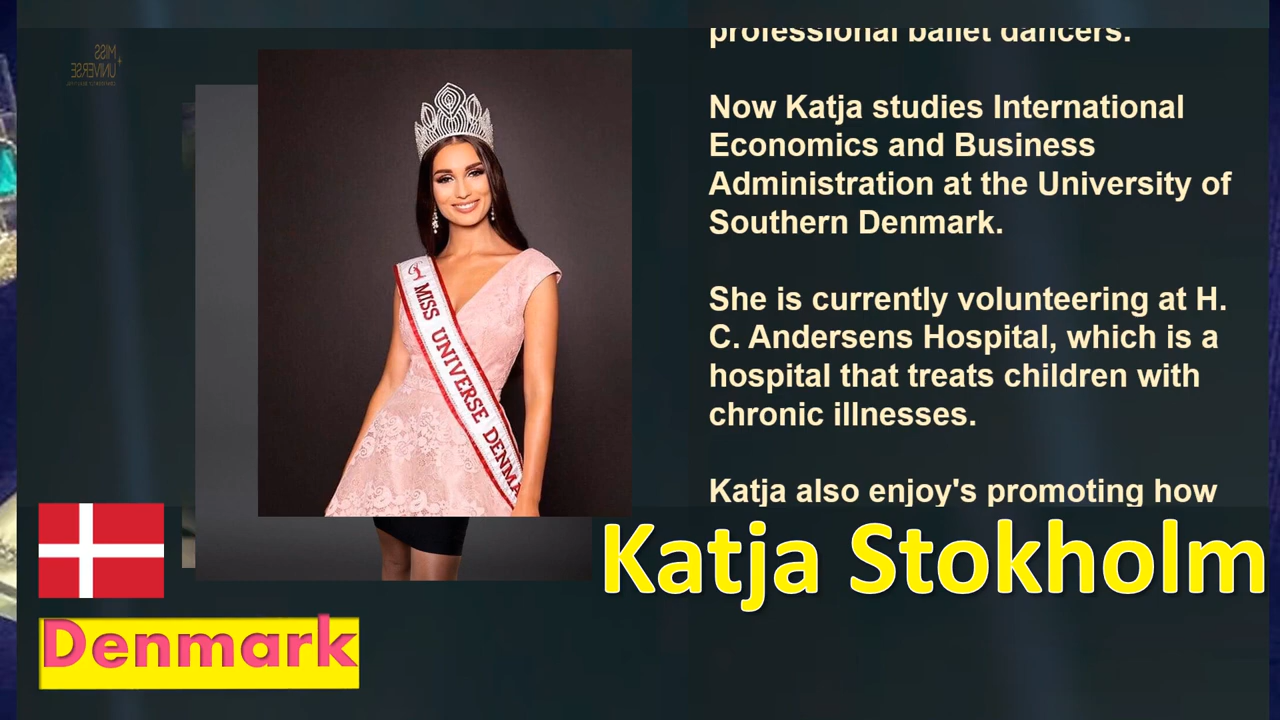 MISS
UNIVERSE
professional ballet dancers.
Now Katja studies International
Economics and Business
Administration at the University of
Southern Denmark.
She is currently volunteering at H.
C. Andersens Hospital, which is a
hospital that treats children with
chronic illnesses.
Katja also enjoy's promoting how
MISS UNIVERSE DENMA
Katja Stokholm
Denmark